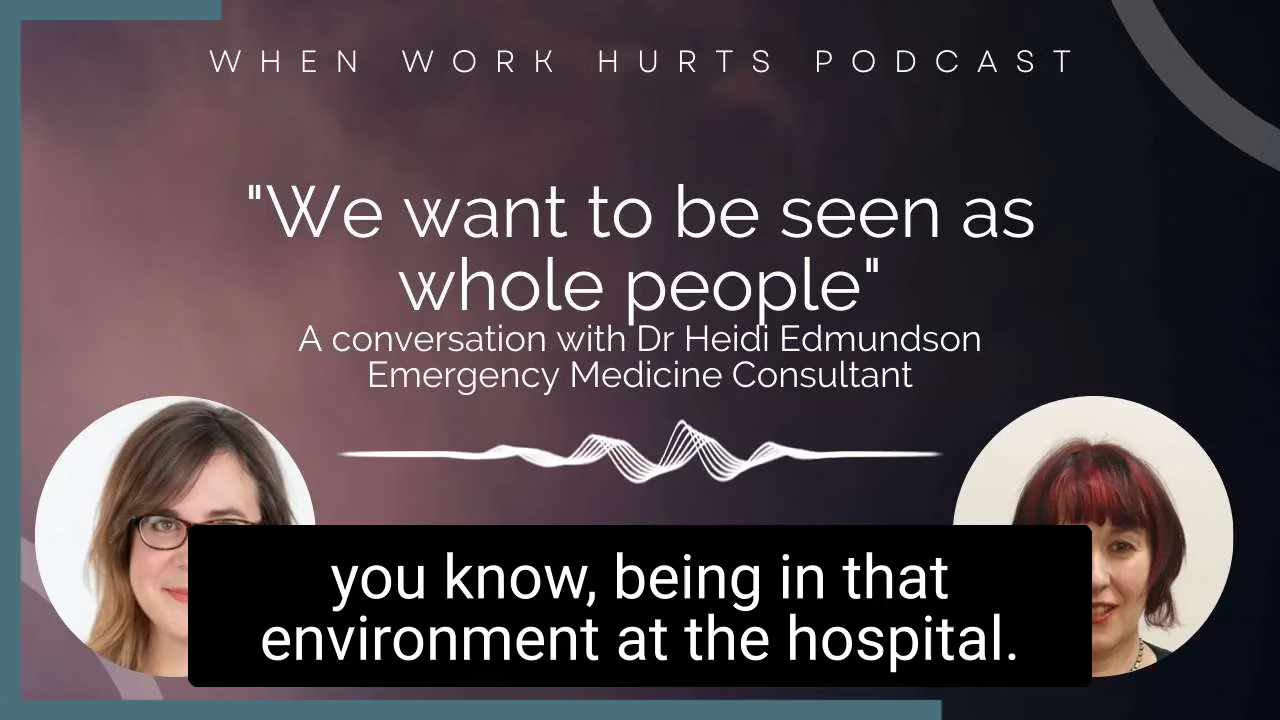 WHEN WORK HURTS PODCAST
"We want to be seen as
whole people"
A conversation with Dr Heidi Edmundson
Emergency Medicine Consultant
you know, being in that
environment at the hospital.